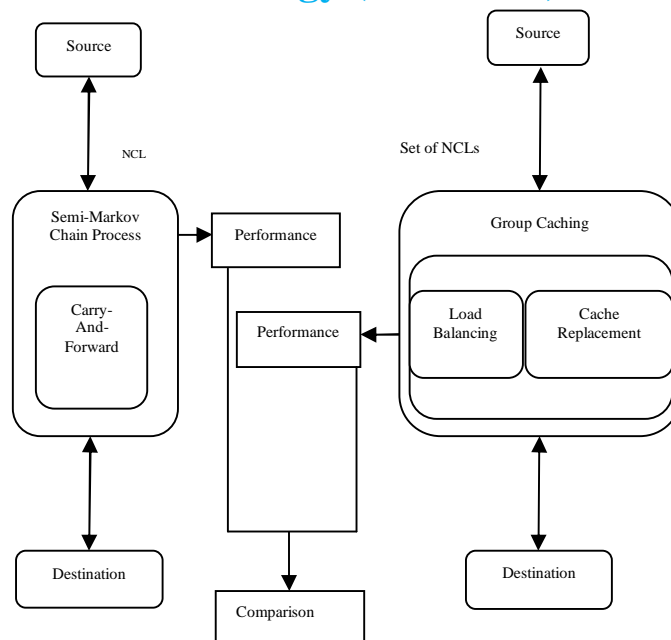 Source
Source
NCL
Set of NCLs
Semi-Markov
Chain Process
Performance
Group Caching
Carry-
And-
Forward
Performance
Load
Balancing
Cache
Replacement
Destination
Destination
Comparison